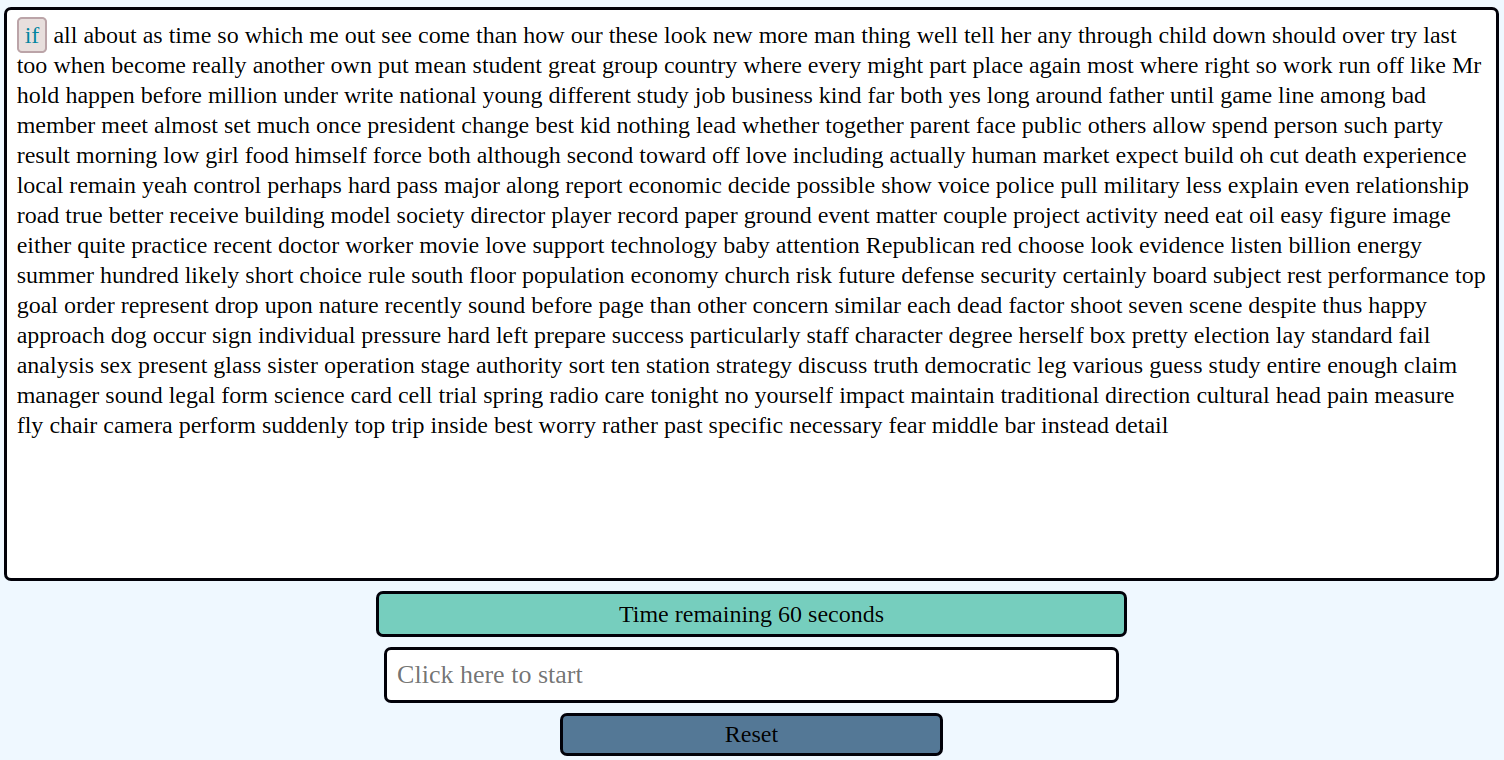 if all about as time so which me out see come than how our these look new more man thing well tell her any through child down should over try last
too when become really another own put mean student great group country where every might part place again most where right so work run off like Mr
hold happen before million under write national young different study job business kind far both yes long around father until game line among bad
member meet almost set much once president change best kid nothing lead whether together parent face public others allow spend person such party
result morning low girl food himself force both although second toward off love including actually human market expect build oh cut death experience
local remain yeah control perhaps hard pass major along report economic decide possible show voice police pull military less explain even relationship
road true better receive building model society director player record paper ground event matter couple project activity need eat oil easy figure image
either quite practice recent doctor worker movie love support technology baby attention Republican red choose look evidence listen billion energy
summer hundred likely short choice rule south floor population economy church risk future defense security certainly board subject rest performance top
goal order represent drop upon nature recently sound before page than other concern similar each dead factor shoot seven scene despite thus happy
approach dog occur sign individual pressure hard left prepare success particularly staff character degree herself box pretty election lay standard fail
analysis sex present glass sister operation stage authority sort ten station strategy discuss truth democratic leg various guess study entire enough claim
manager sound legal form science card cell trial spring radio care tonight no yourself impact maintain traditional direction cultural head pain measure
fly chair camera perform suddenly top trip inside best worry rather past specific necessary fear middle bar instead detail
Time remaining 60 seconds
Click here to start
Reset